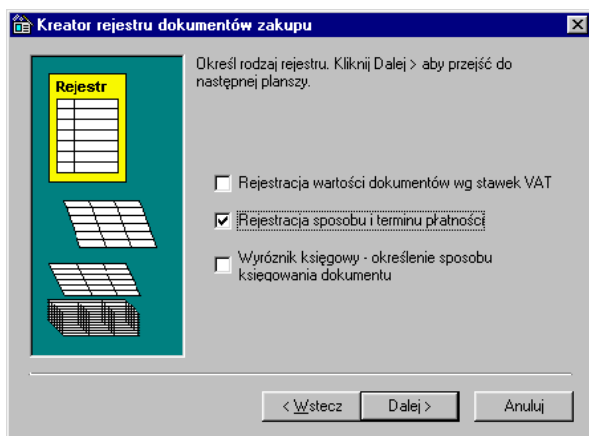 Kreator rejestru dokumentów zakupu
Rejestr
Określ rodzaj rejestru. Kliknij Dalej > aby przejść do
następnej planszy.
Rejestracja wartości dokumentów wg stawek VAT
Rejestracja sposobu i terminu płatności
Wyróznik księgowy - określenie sposobu
księgowania dokumentu
< Wstecz
Dalej >
Anuluj